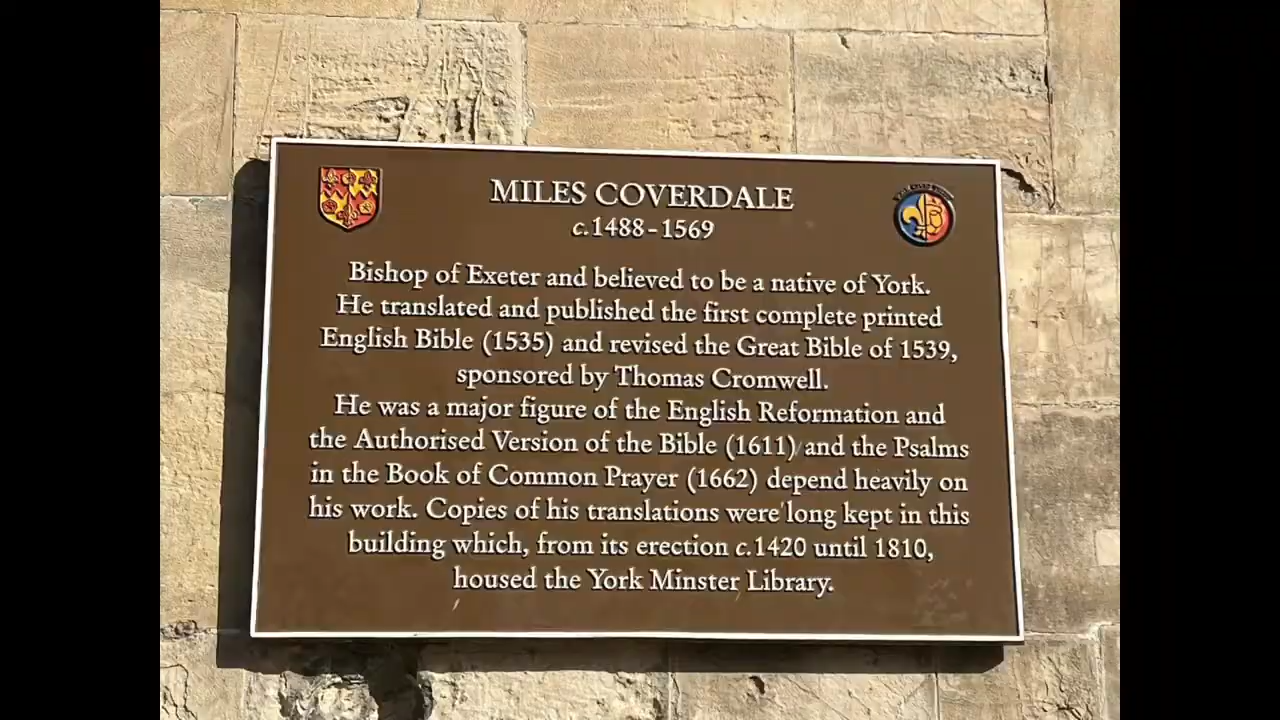 MILES COVERDALE
c.1488-1569
Bishop of Exeter and believed to be a native of York.
He translated and published the first complete printed
English Bible (1535) and revised the Great Bible of 1539,
sponsored by Thomas Cromwell.
He was a major figure of the English Reformation and
the Authorised Version of the Bible (1611) and the Psalms
in the Book of Common Prayer (1662) depend heavily on
his work. Copies of his translations were long kept in this
building which, from its erection c.1420 until 1810,
housed the York Minster Library.